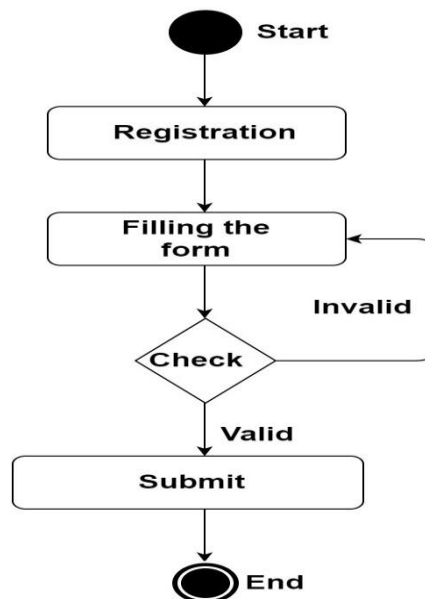 Start
Registration
Filling the
form
Invalid
Check
Valid
Submit
End